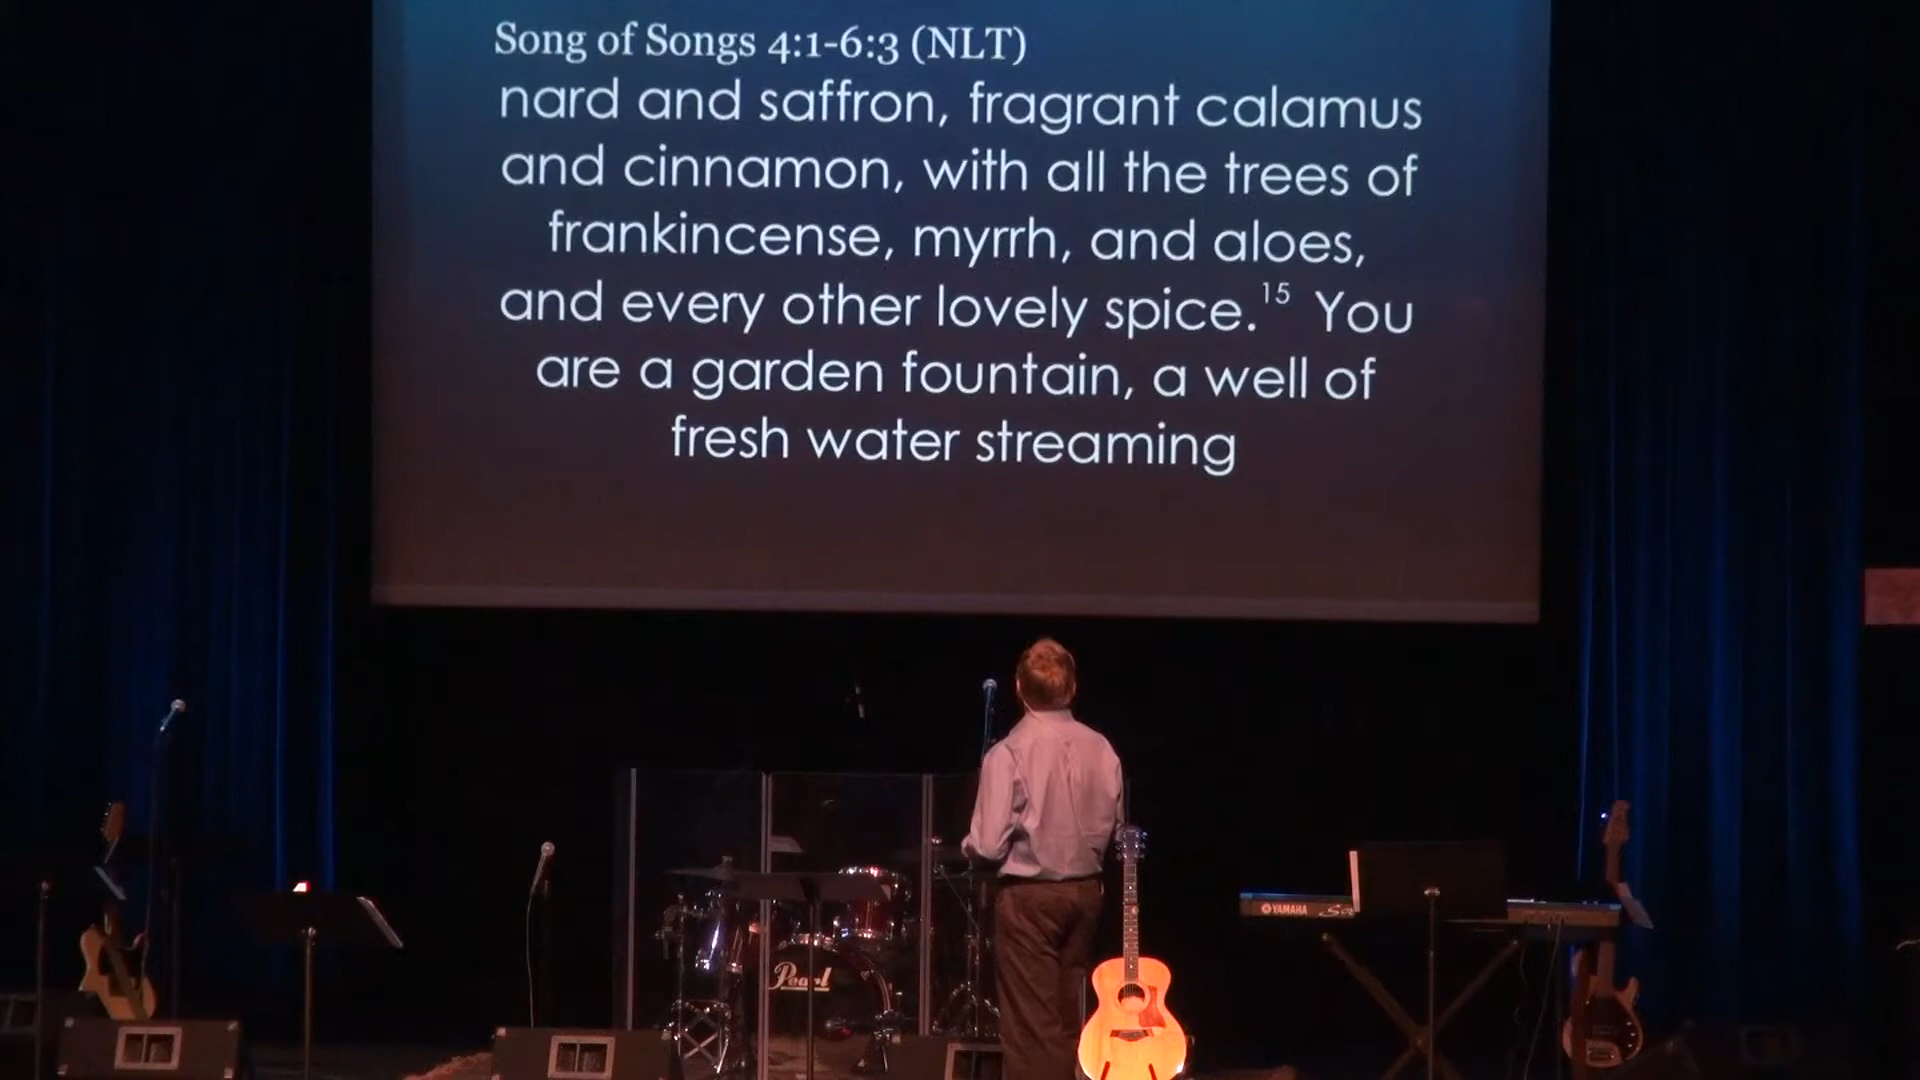 Song of Songs 4:1-6:3 (NLT)
nard and saffron, fragrant calamus
and cinnamon, with all the trees of
frankincense, myrrh, and aloes,
and every other lovely spice.¹⁵ You
are a garden fountain, a well of
fresh water streaming
YAMAHA
Pearl